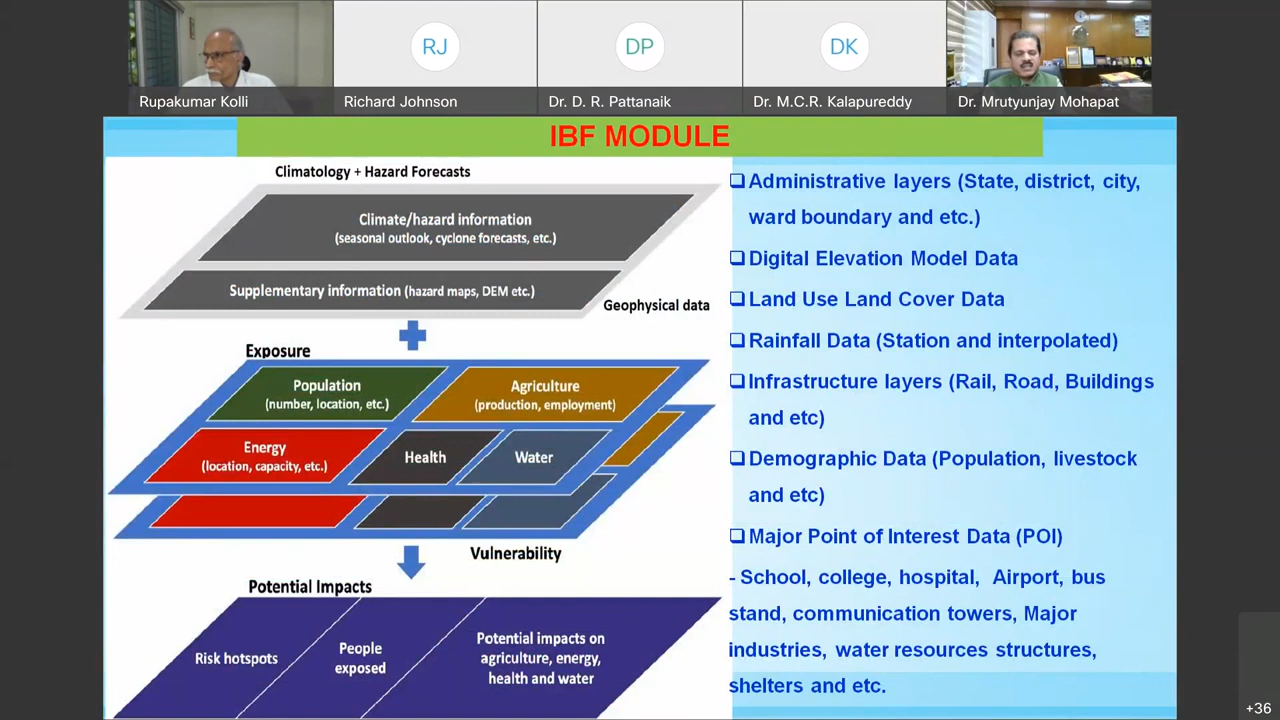 RJ
DP
DK
Rupakumar Kolli
Richard Johnson
Dr. D. R. Pattanaik
Dr. M.C.R. Kalapureddy
Dr. Mrutyunjay Mohapat
IBF MODULE
Climatology + Hazard Forecasts
Climate/hazard information
(seasonal outlook, cyclone forecasts, etc.)
Supplementary information (hazard maps, DEM etc.)
Geophysical data
Exposure
Population
(number, location, etc.)
Agriculture
(production, employment)
Energy
(location, capacity, etc.)
Health
Water
Vulnerability
Potential Impacts
Risk hotspots
People
exposed
Potential impacts on
agriculture, energy,
health and water
Administrative layers (State, district, city,
ward boundary and etc.)
Digital Elevation Model Data
Land Use Land Cover Data
Rainfall Data (Station and interpolated)
Infrastructure layers (Rail, Road, Buildings
and etc)
Demographic Data (Population, livestock
and etc)
Major Point of Interest Data (POI)
- School, college, hospital, Airport, bus
stand, communication towers, Major
industries, water resources structures,
shelters and etc.
+36